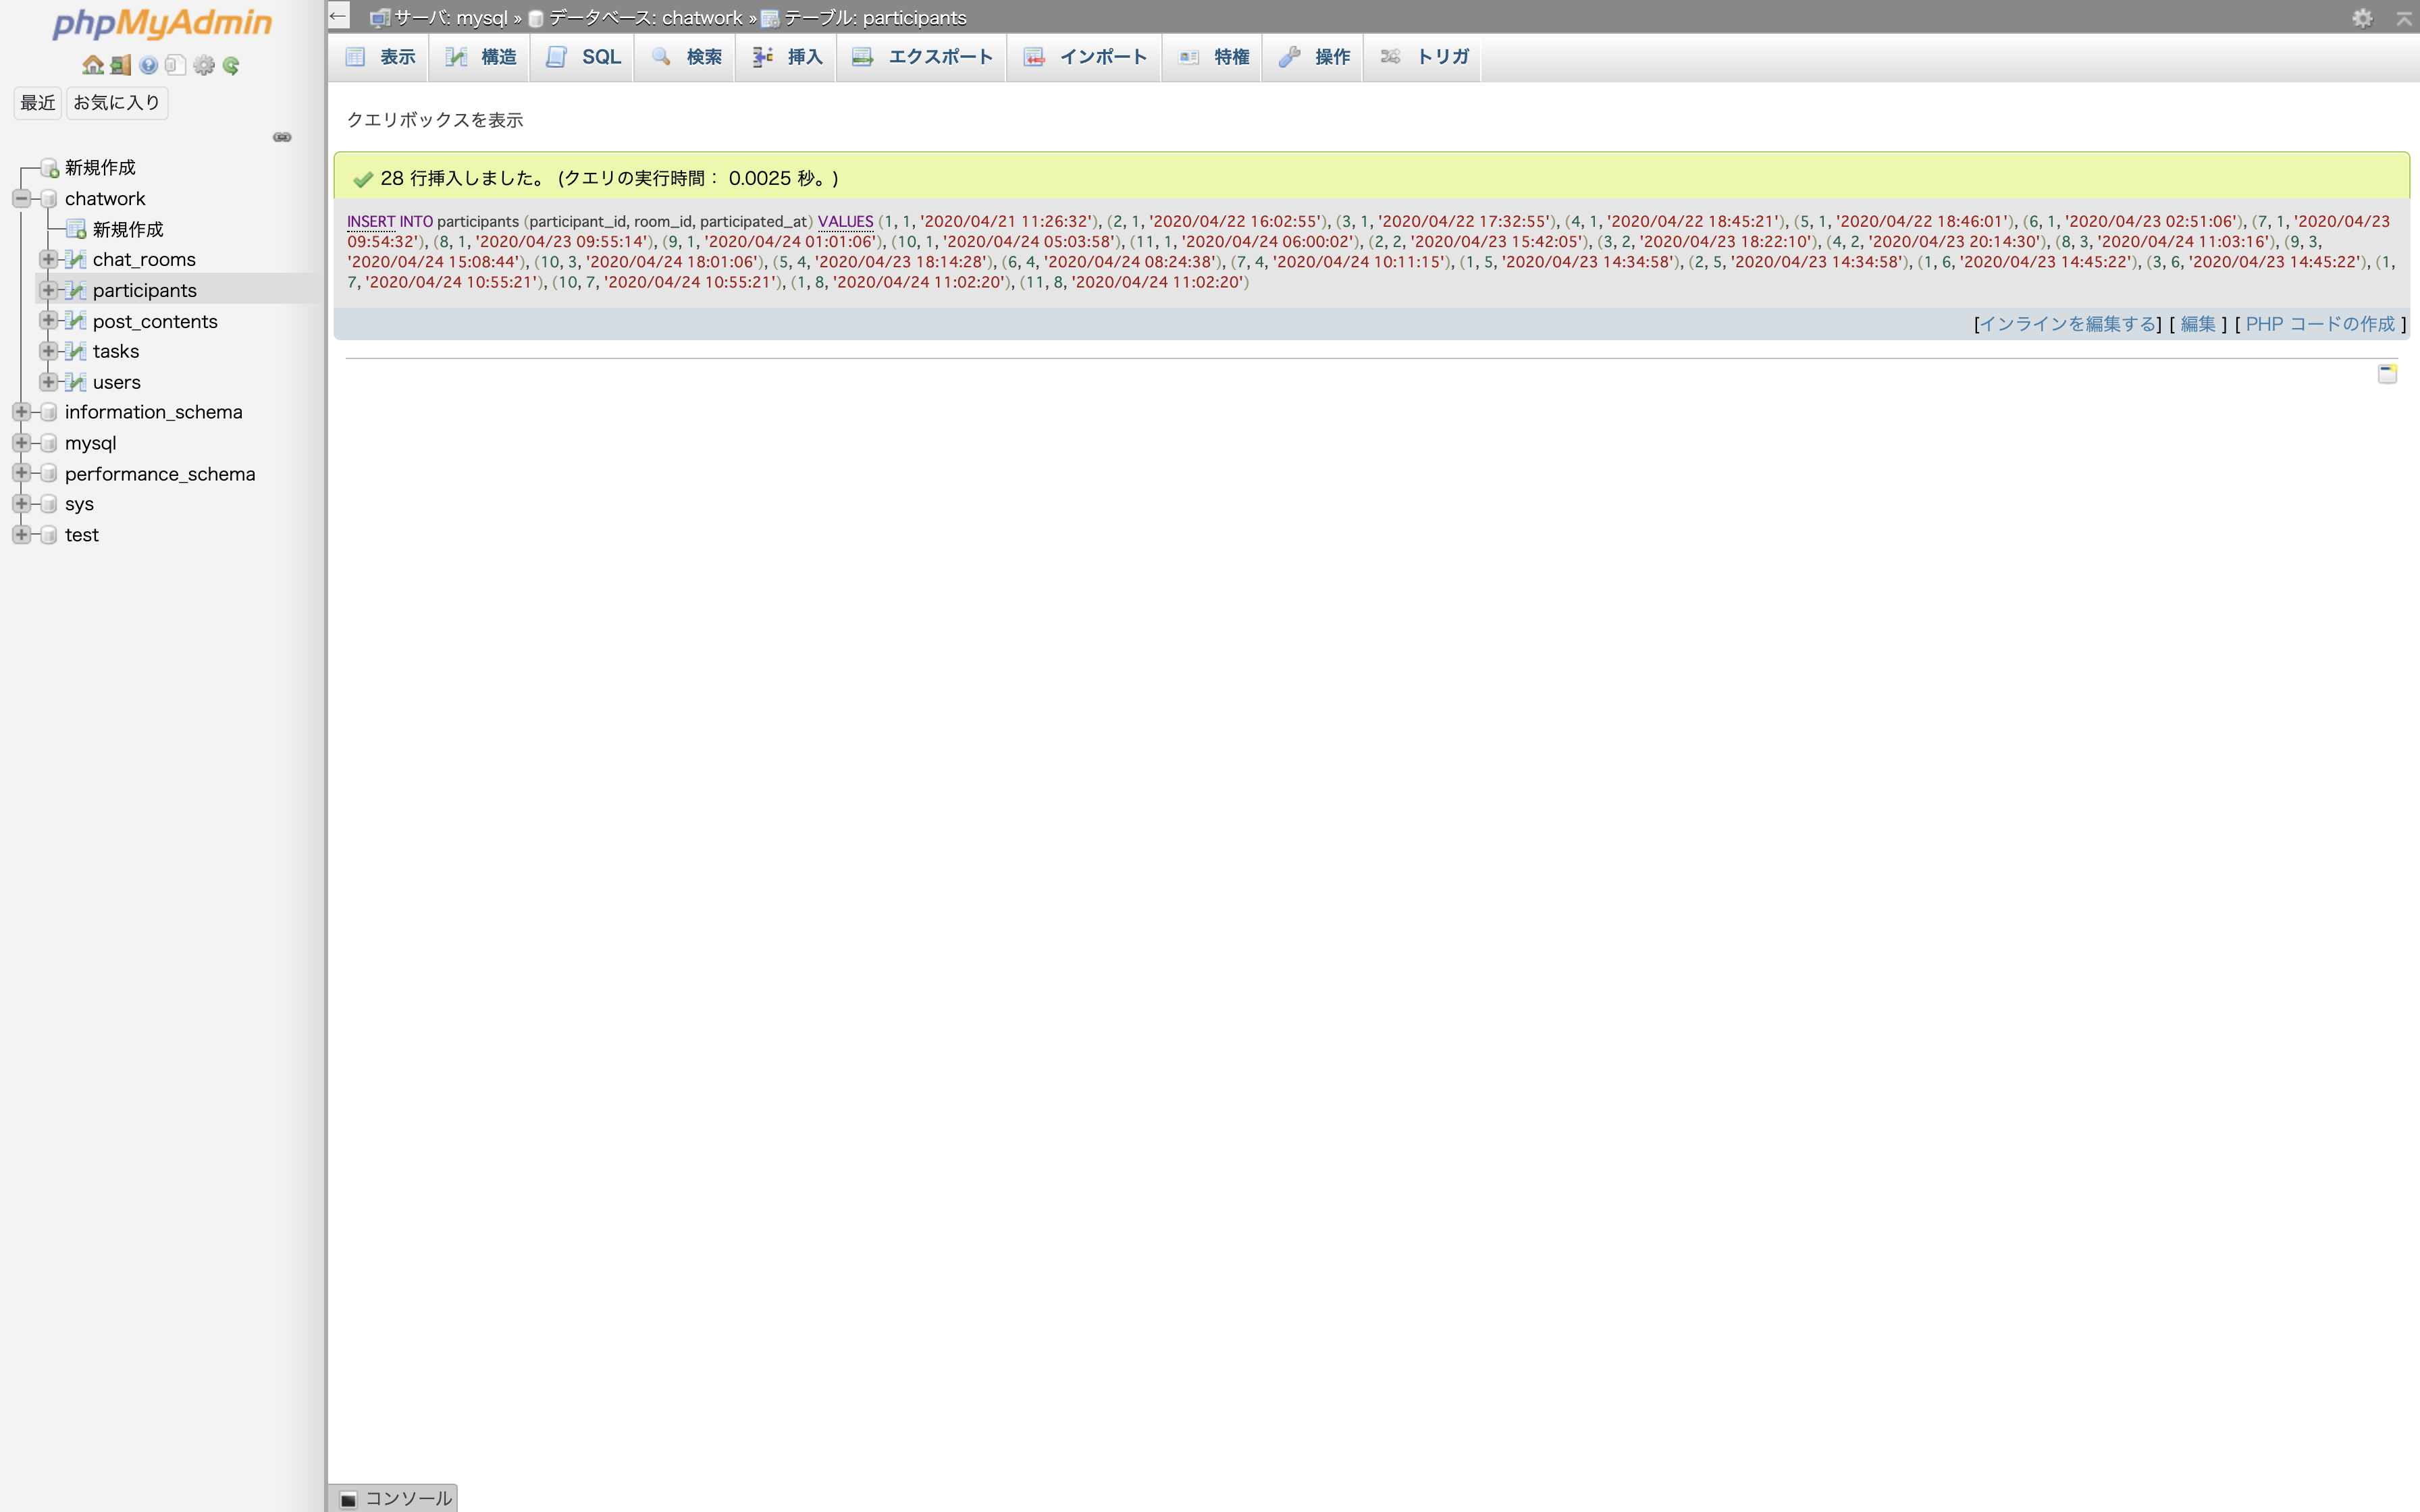 phpMyAdmin
最近 お気に入り
新規作成
chatwork
新規作成
chat_rooms
participants
post_contents
tasks
users
information_schema
mysql
performance_schema
sys
test
サーバ: mysql » データベース: chatwork » テーブル: participants
表示 構造 SQL 検索 挿入 エクスポート インポート 特権 操作 トリガ
クエリボックスを表示
28 行挿入しました。 (クエリの実行時間： 0.0025 秒。)
INSERT INTO participants (participant_id, room_id, participated_at) VALUES (1, 1, '2020/04/21 11:26:32'), (2, 1, '2020/04/22 16:02:55'), (3, 1, '2020/04/22 17:32:55'), (4, 1, '2020/04/22 18:45:21'), (5, 1, '2020/04/22 18:46:01'), (6, 1, '2020/04/23 02:51:06'), (7, 1, '2020/04/23
09:54:32'), (8, 1, '2020/04/23 09:55:14'), (9, 1, '2020/04/24 01:01:06'), (10, 1, '2020/04/24 05:03:58'), (11, 1, '2020/04/24 06:00:02'), (2, 2, '2020/04/23 15:42:05'), (3, 2, '2020/04/23 18:22:10'), (4, 2, '2020/04/23 20:14:30'), (8, 3, '2020/04/24 11:03:16'), (9, 3,
'2020/04/24 15:08:44'), (10, 3, '2020/04/24 18:01:06'), (5, 4, '2020/04/23 18:14:28'), (6, 4, '2020/04/24 08:24:38'), (7, 4, '2020/04/24 10:11:15'), (1, 5, '2020/04/23 14:34:58'), (2, 5, '2020/04/23 14:34:58'), (1, 6, '2020/04/23 14:45:22'), (3, 6, '2020/04/23 14:45:22'), (1,
7, '2020/04/24 10:55:21'), (10, 7, '2020/04/24 10:55:21'), (1, 8, '2020/04/24 11:02:20'), (11, 8, '2020/04/24 11:02:20')
[インラインを編集する] [ 編集 ] [ PHP コードの作成 ]
コンソール